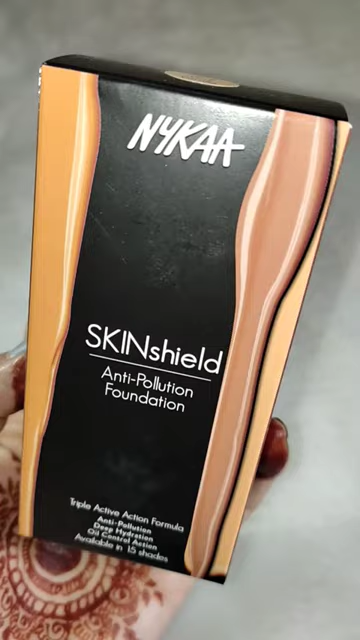 NYKAA
SKINshield
Anti-Pollution
Foundation
Triple Active Action Formula
Anti-Pollution
Deep Hydration
Oil Control Action
Available in 15 shades